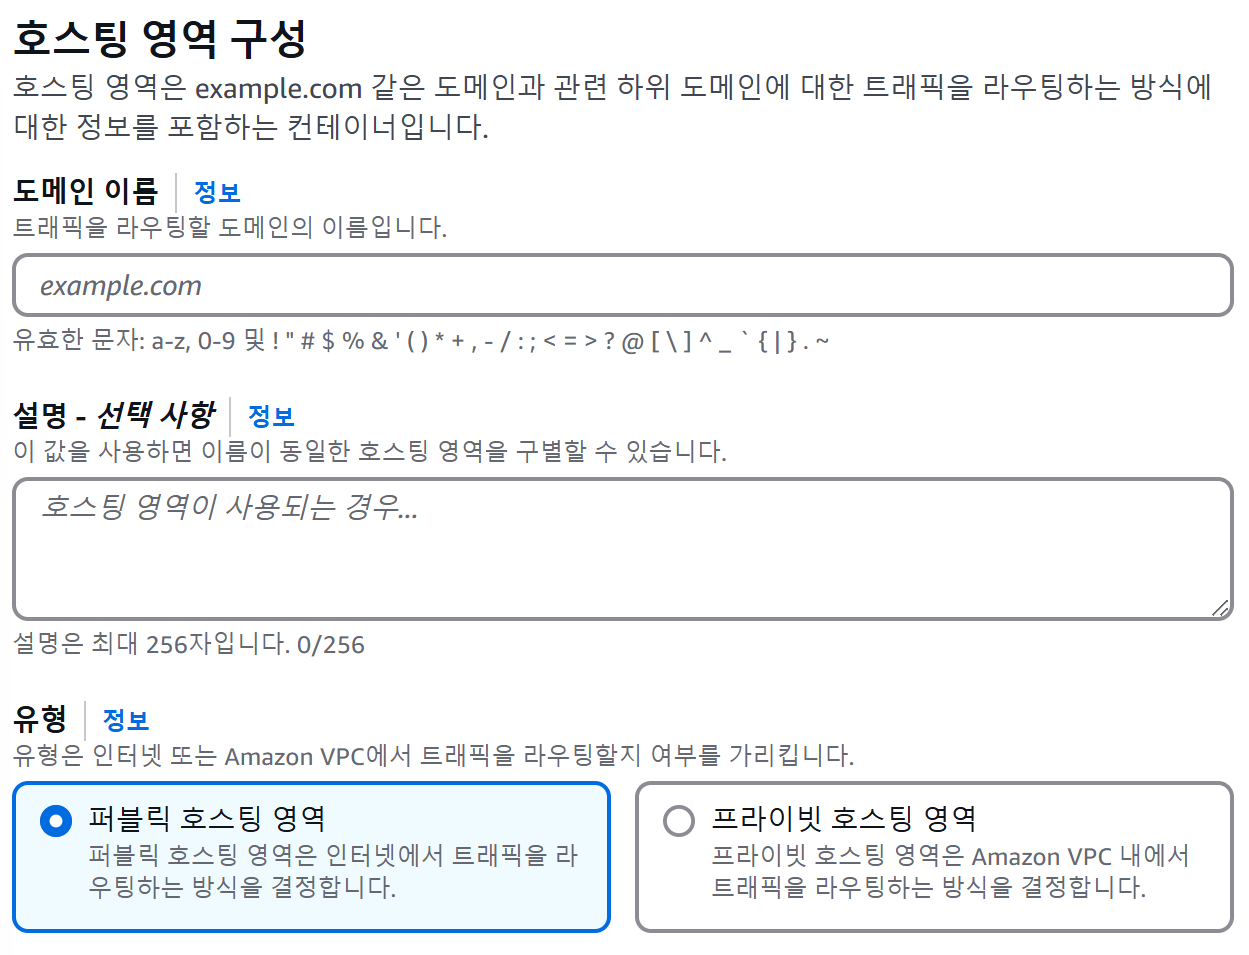 호스팅 영역 구성
호스팅 영역은 example.com 같은 도메인과 관련 하위 도메인에 대한 트래픽을 라우팅하는 방식에
대한 정보를 포함하는 컨테이너입니다.
도메인 이름 정보
트래픽을 라우팅할 도메인의 이름입니다.
example.com
유효한 문자: a-z, 0-9 및 ! " # $ % & ' ( ) * + , - / : ; < = > ? @ [ \ ] ^ _ ` { | } . ~
설명 - 선택 사항 정보
이 값을 사용하면 이름이 동일한 호스팅 영역을 구별할 수 있습니다.
호스팅 영역이 사용되는 경우...
설명은 최대 256자입니다. 0/256
유형 정보
유형은 인터넷 또는 Amazon VPC에서 트래픽을 라우팅할지 여부를 가리킵니다.
퍼블릭 호스팅 영역
퍼블릭 호스팅 영역은 인터넷에서 트래픽을 라
우팅하는 방식을 결정합니다.
프라이빗 호스팅 영역
프라이빗 호스팅 영역은 Amazon VPC 내에서
트래픽을 라우팅하는 방식을 결정합니다.